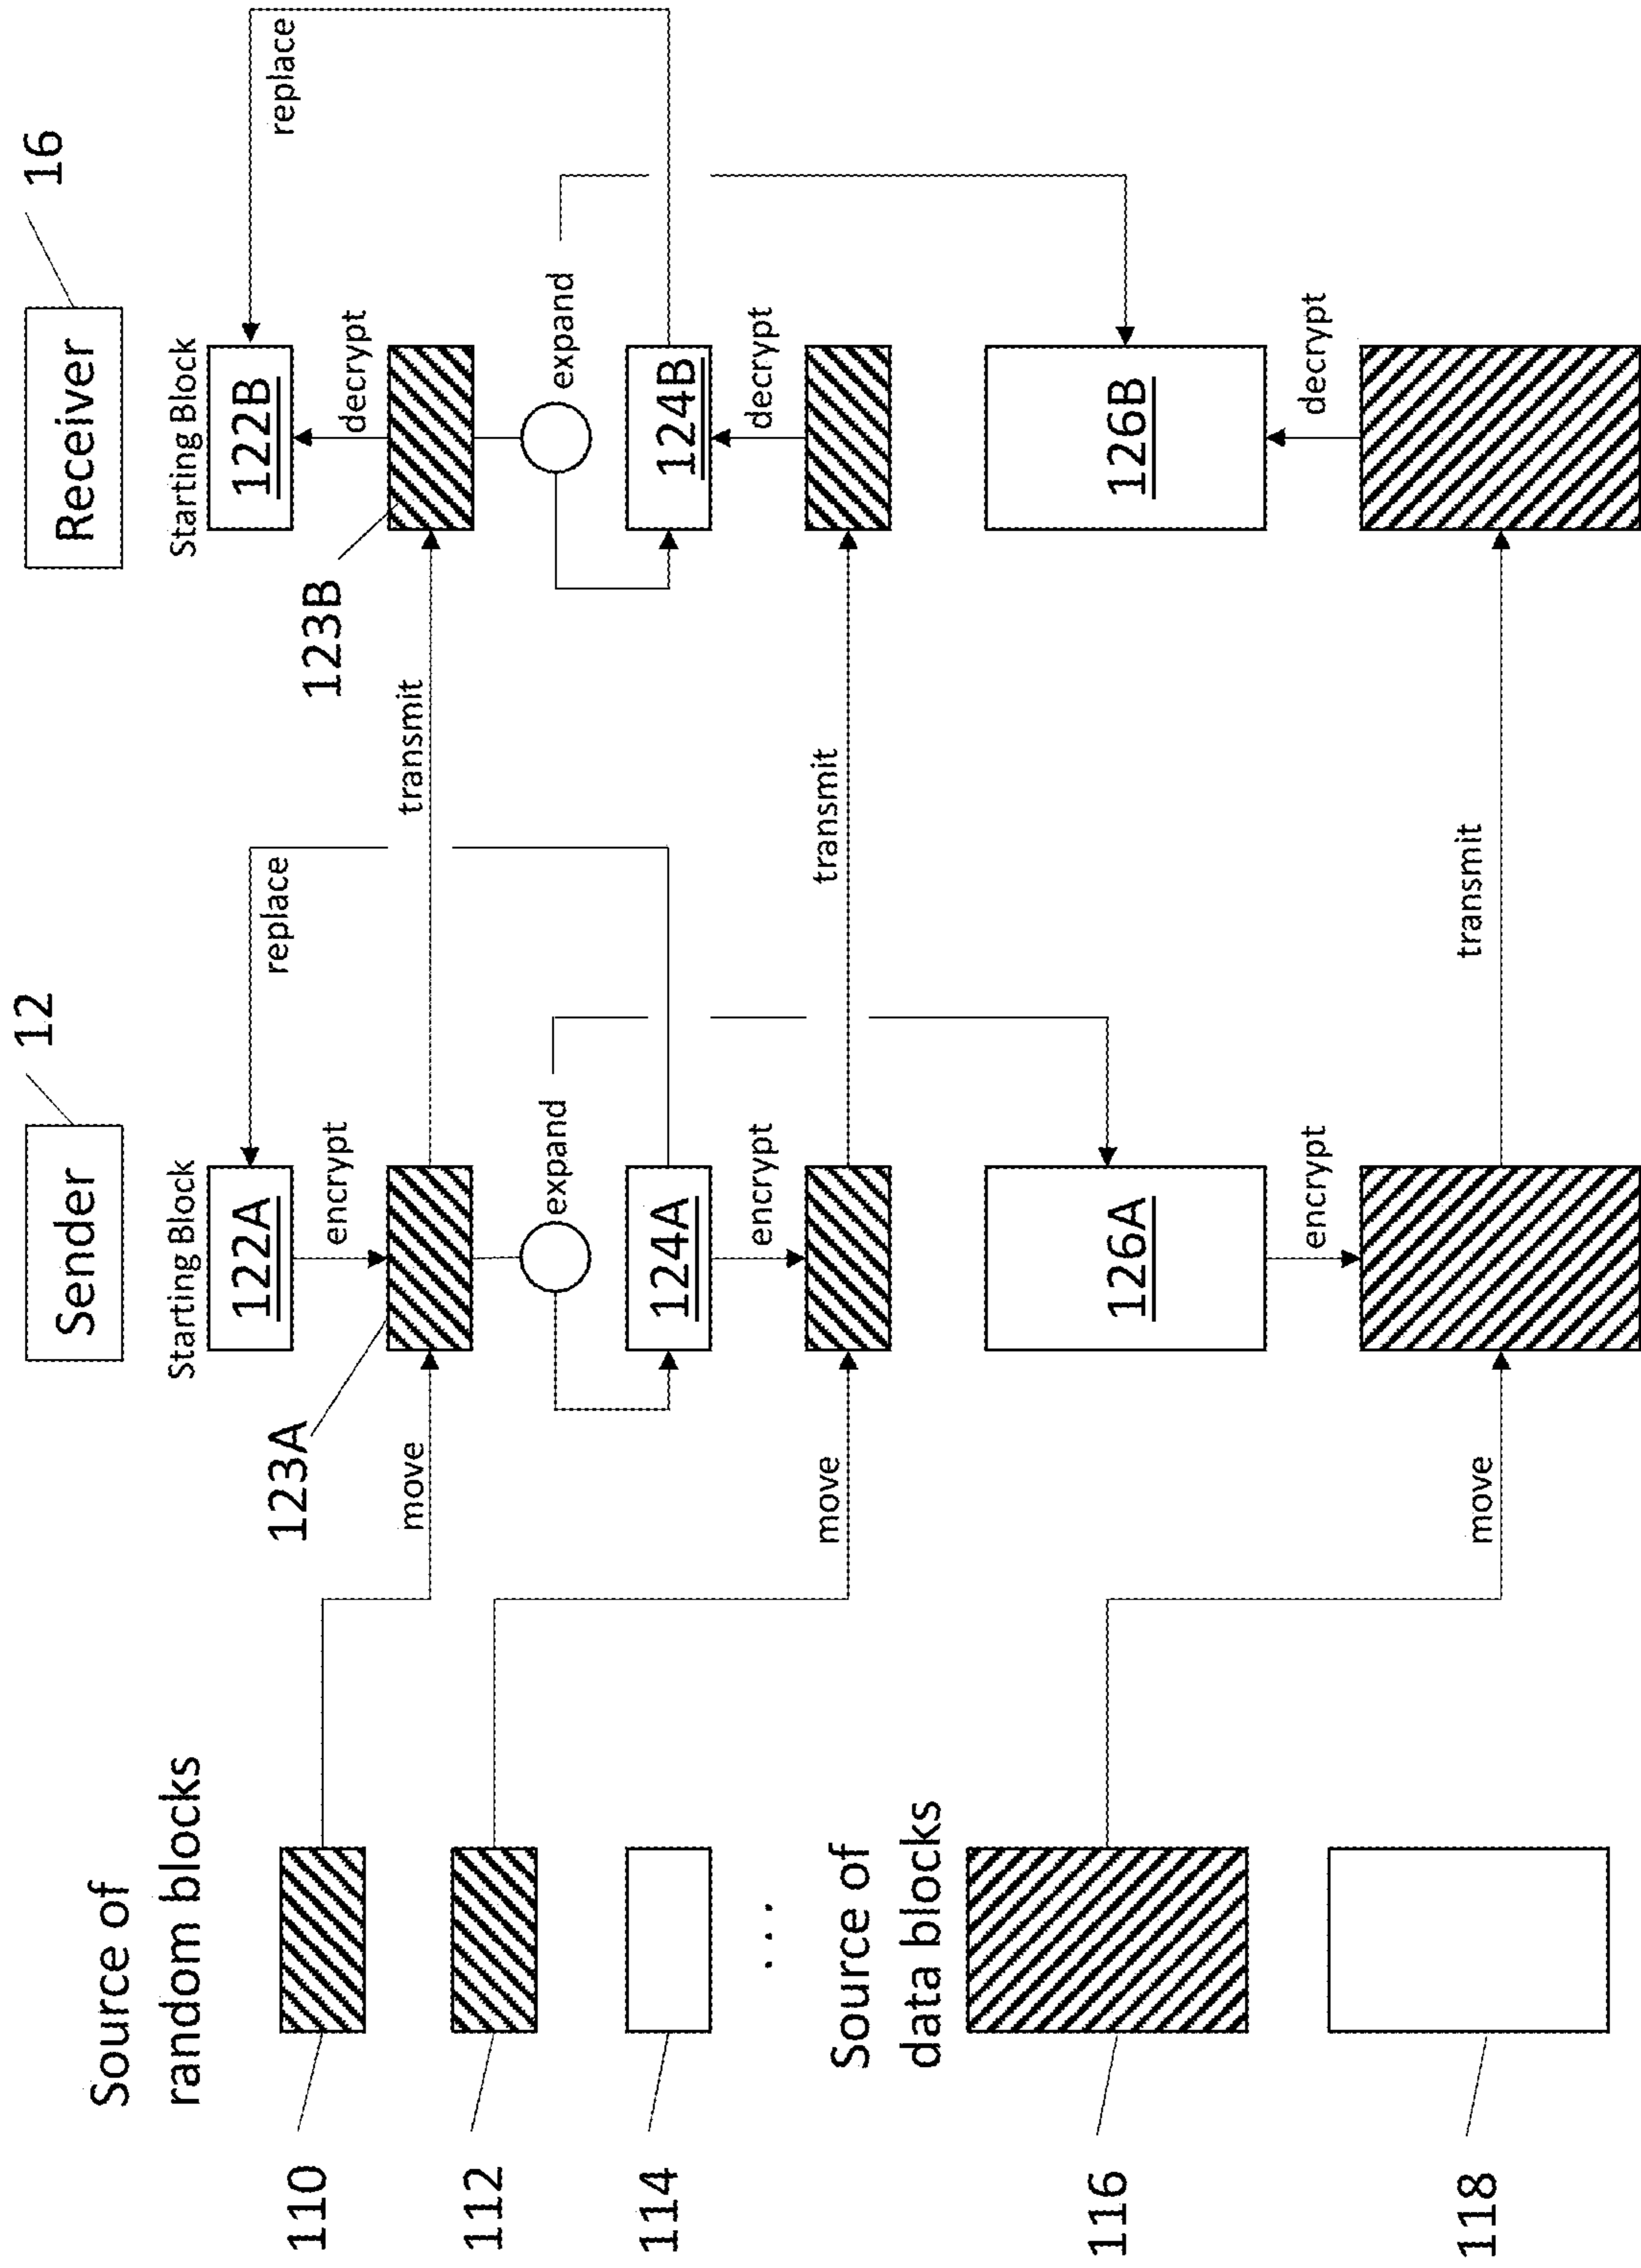 Sender
12
Receiver
16
Source of
random blocks
Starting Block
Starting Block
122A
replace
122B
replace
110
encrypt
decrypt
123A
123B
move
transmit
112
expand
expand
114
124A
124B
encrypt
decrypt
move
transmit
...
Source of
data blocks
116
126A
126B
encrypt
decrypt
118
move
transmit